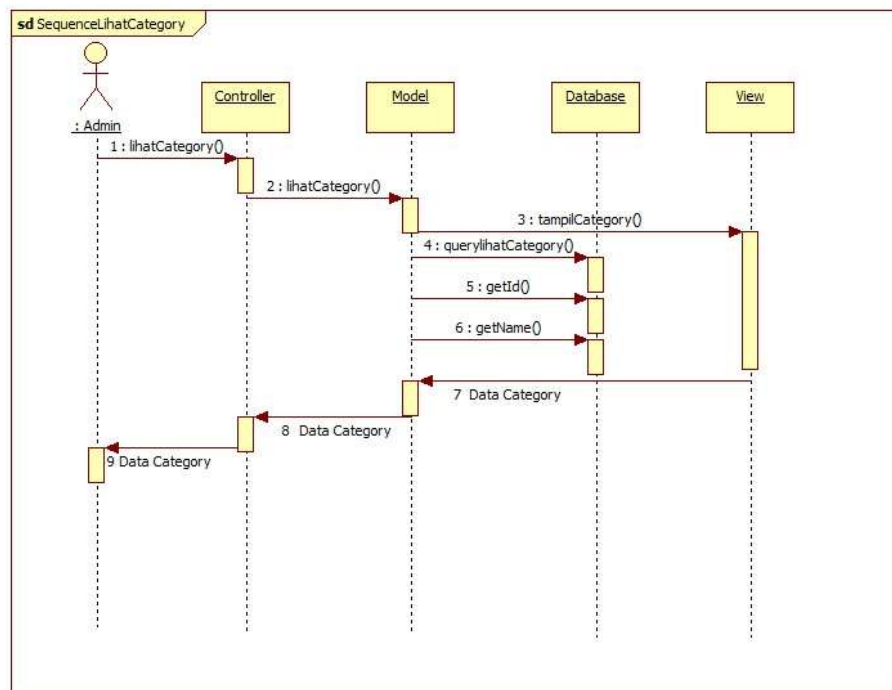 sd SequenceLihatCategory
: Admin
Controller
Model
Database
View
1 : lihatCategory()
2 : lihatCategory()
3 : tampilCategory()
4 : querylihatCategory()
5 : getId()
6 : getName()
7 Data Category
8 Data Category
9 Data Category